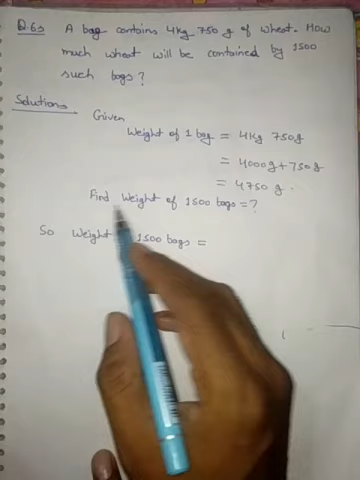 Q.63 A bag contains 4kg 750 g of wheat. How
much wheat will be contained by 1500
such bags?
Solution
Given
Weight of 1 bag = 4kg 750g
= 4000g + 750g
= 4750 g.
Find Weight of 1500 bags = ?
So Weight 1500 bags =